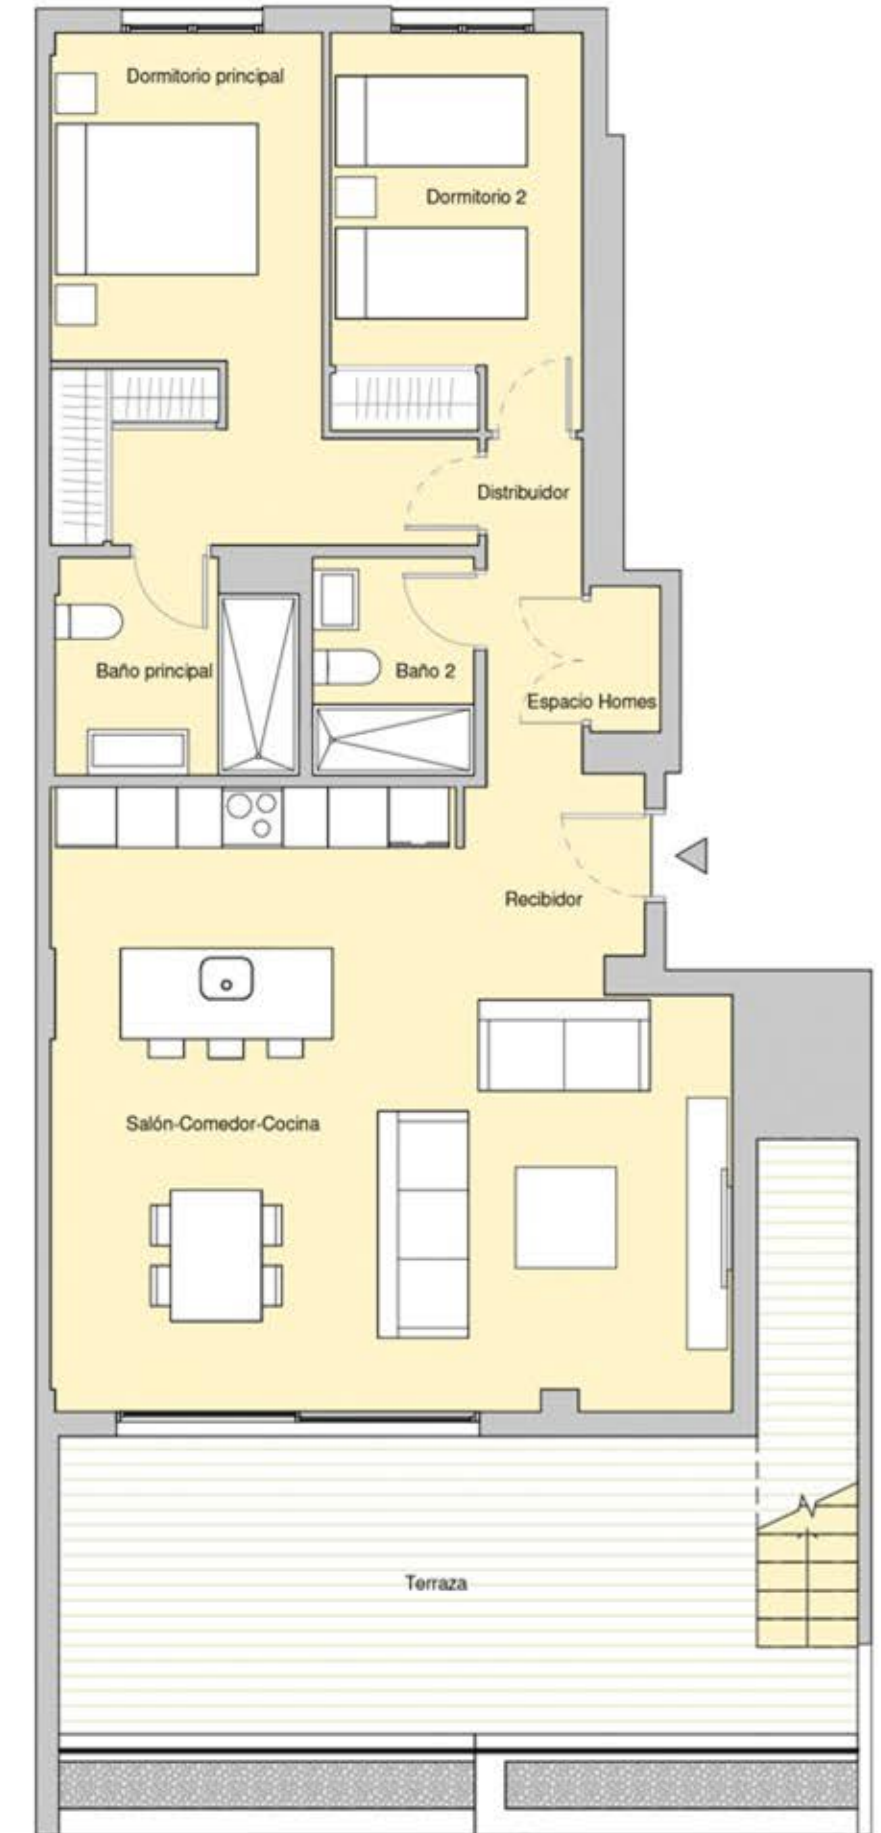 Dormitorio principal
Dormitorio 2
Distribuidor
Baño principal
Baño 2
Espacio Homes
Recibidor
Salón-Comedor-Cocina
Terraza